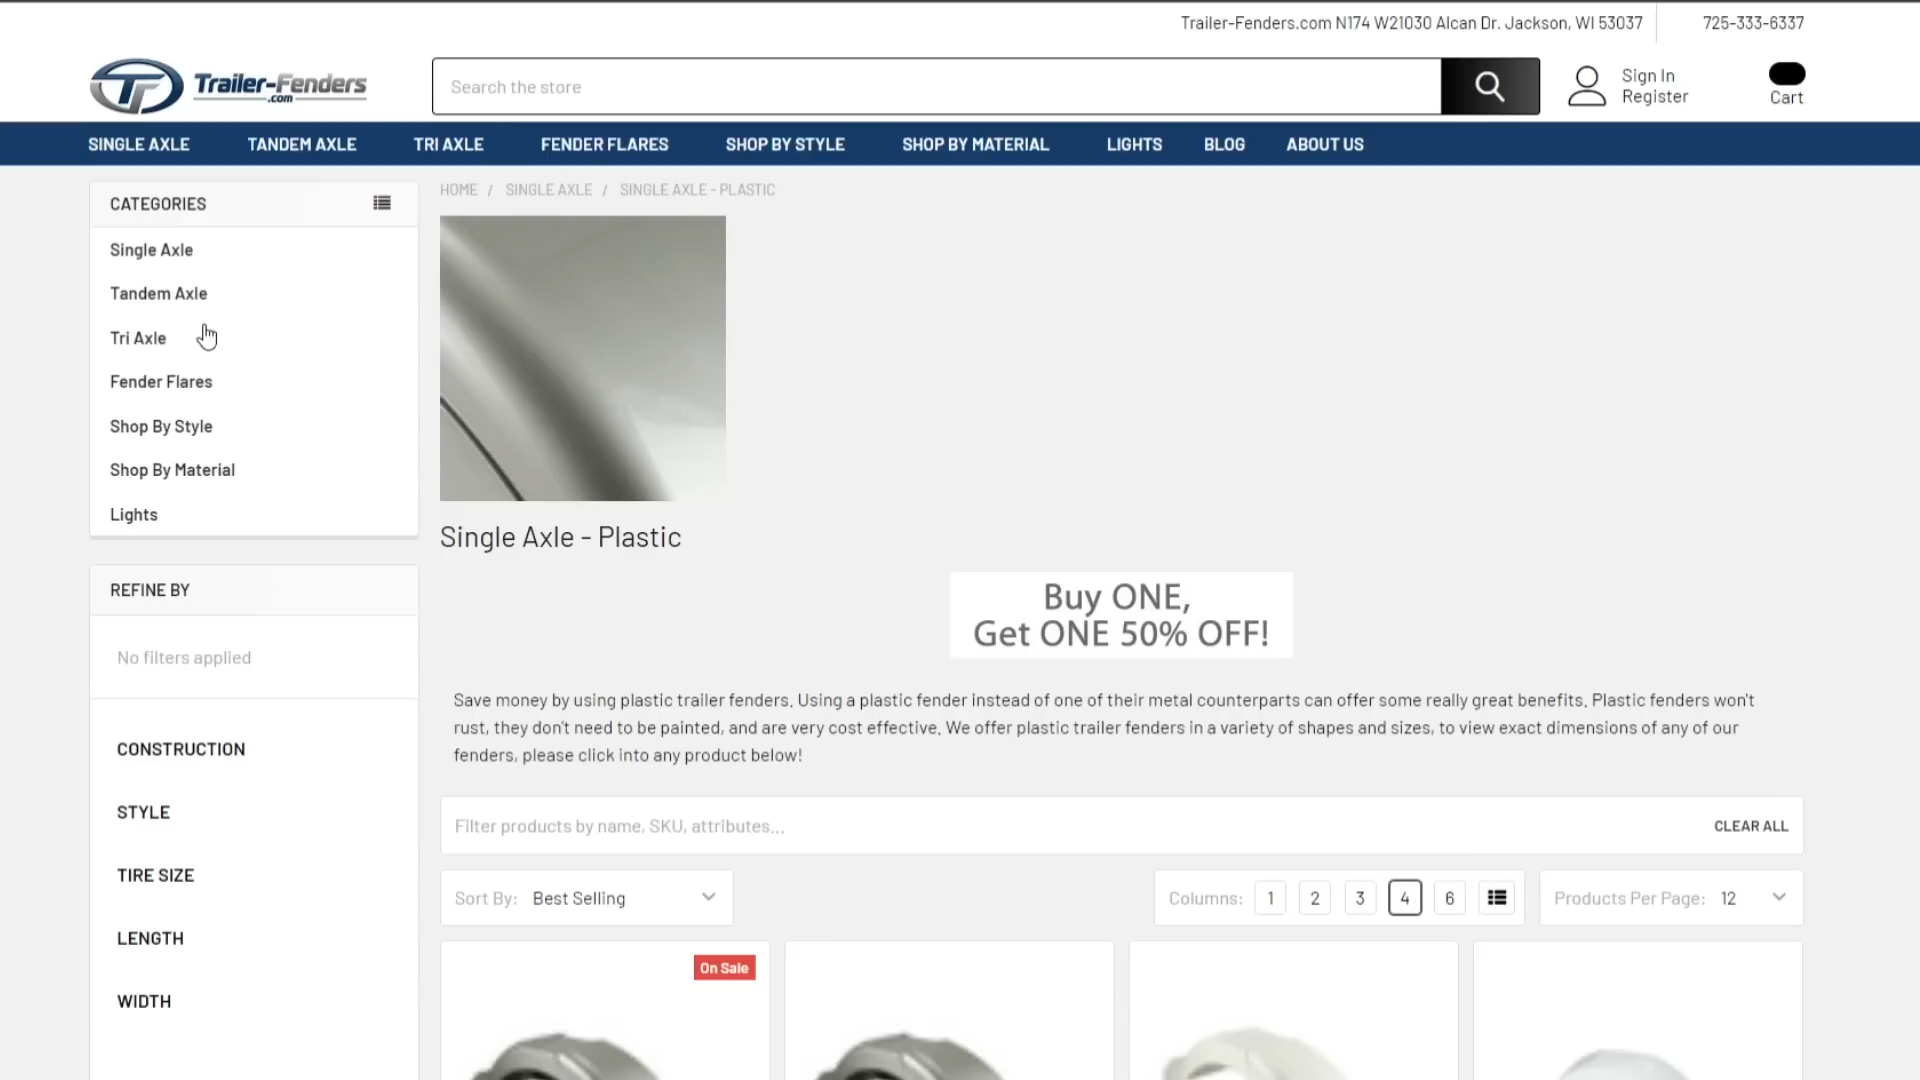 Trailer-Fenders.com N174 W21030 Alcan Dr. Jackson, WI 53037
725-333-6337
TF Trailer-Fenders
.com
Search the store
Sign In
Register
Cart
SINGLE AXLE
TANDEM AXLE
TRI AXLE
FENDER FLARES
SHOP BY STYLE
SHOP BY MATERIAL
LIGHTS
BLOG
ABOUT US
CATEGORIES
Single Axle
Tandem Axle
Tri Axle
Fender Flares
Shop By Style
Shop By Material
Lights
REFINE BY
No filters applied
CONSTRUCTION
STYLE
TIRE SIZE
LENGTH
WIDTH
HOME / SINGLE AXLE / SINGLE AXLE - PLASTIC
Single Axle - Plastic
Buy ONE,
Get ONE 50% OFF!
Save money by using plastic trailer fenders. Using a plastic fender instead of one of their metal counterparts can offer some really great benefits. Plastic fenders won't
rust, they don't need to be painted, and are very cost effective. We offer plastic trailer fenders in a variety of shapes and sizes, to view exact dimensions of any of our
fenders, please click into any product below!
Filter products by name, SKU, attributes...
CLEAR ALL
Sort By: Best Selling
Columns: 1 2 3 4 6
Products Per Page: 12
On Sale